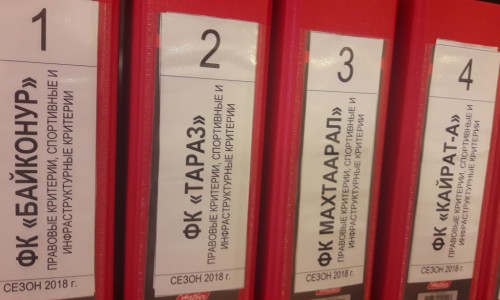 1
ФК «БАЙКОНУР»
ПРАВОВЫЕ КРИТЕРИИ, СПОРТИВНЫЕ И
ИНФРАСТРУКТУРНЫЕ КРИТЕРИИ
СЕЗОН 2018 г.
2
ФК «ТАРАЗ»
ПРАВОВЫЕ КРИТЕРИИ, СПОРТИВНЫЕ И
ИНФРАСТРУКТУРНЫЕ КРИТЕРИИ
СЕЗОН 2018 г.
3
ФК МАХТААРАЛ»
ПРАВОВЫЕ КРИТЕРИИ, СПОРТИВНЫЕ И
ИНФРАСТРУКТУРНЫЕ КРИТЕРИИ
СЕЗОН 2018 г.
4
ФК «КАЙРАТ-А»
ПРАВОВЫЕ КРИТЕРИИ, СПОРТИВНЫЕ И
ИНФРАСТРУКТУРНЫЕ КРИТЕРИИ
СЕЗОН 2018 г.